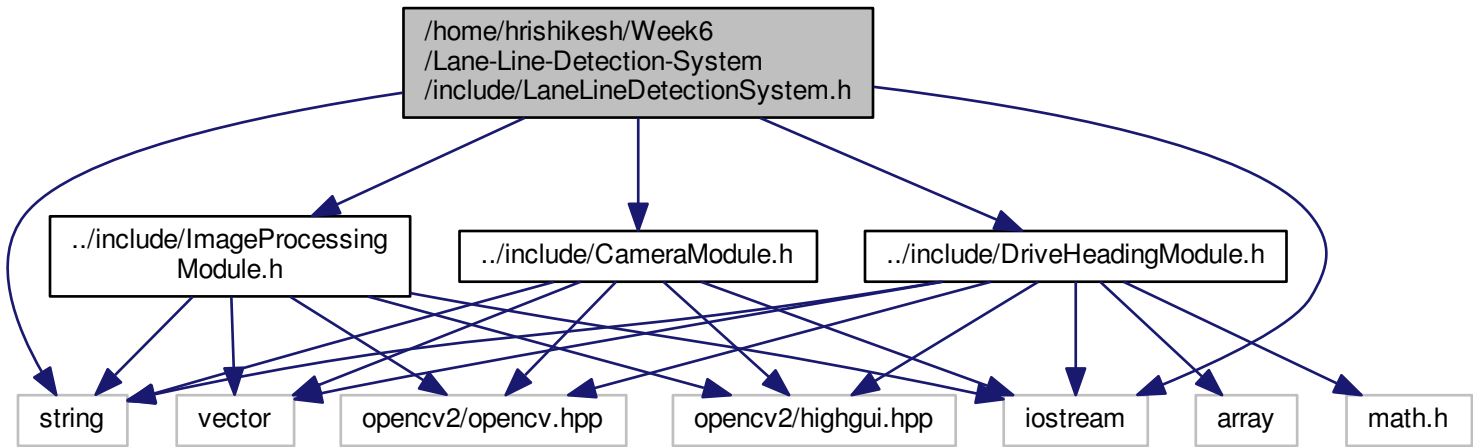 /home/hrishikesh/Week6
/Lane-Line-Detection-System
/include/LaneLineDetectionSystem.h
../include/ImageProcessing
Module.h
../include/CameraModule.h
../include/DriveHeadingModule.h
string
vector
opencv2/opencv.hpp
opencv2/highgui.hpp
iostream
array
math.h